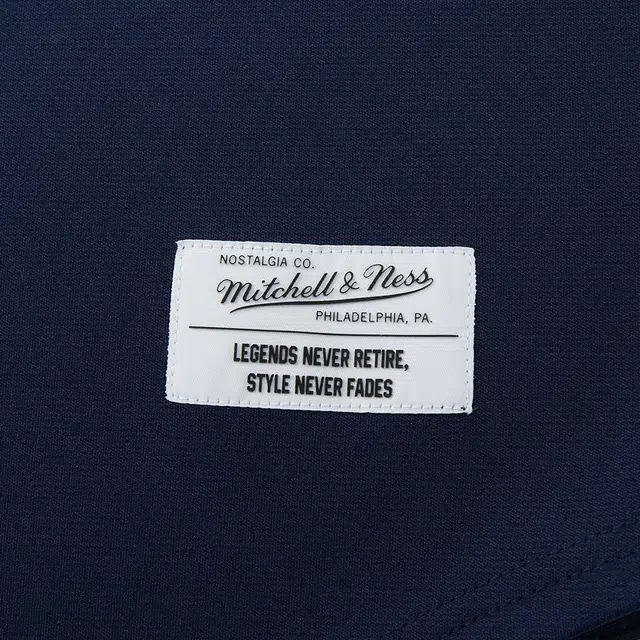 NOSTALGIA CO.
Mitchell & Ness
PHILADELPHIA, PA.
LEGENDS NEVER RETIRE,
STYLE NEVER FADES